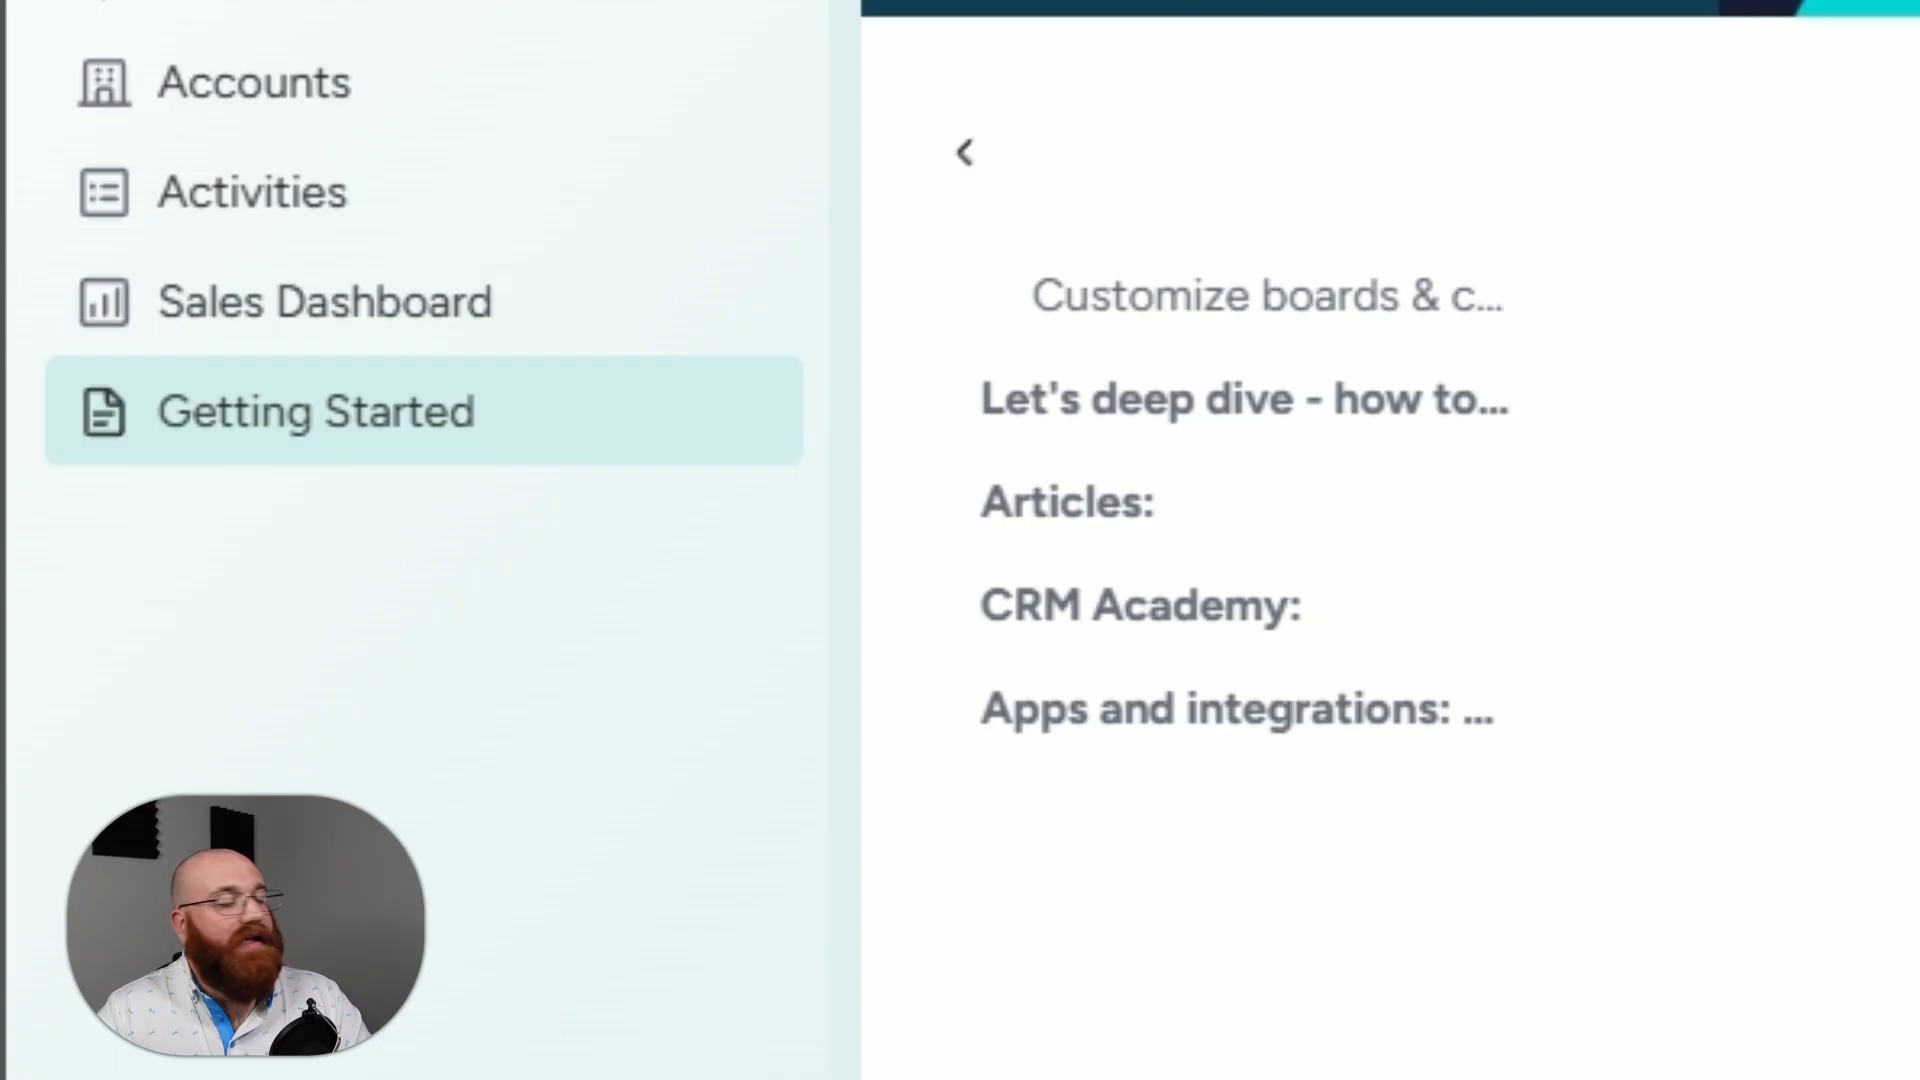 Accounts
Activities
Sales Dashboard
Getting Started
Customize boards & c...
Let's deep dive - how to...
Articles:
CRM Academy:
Apps and integrations: ...